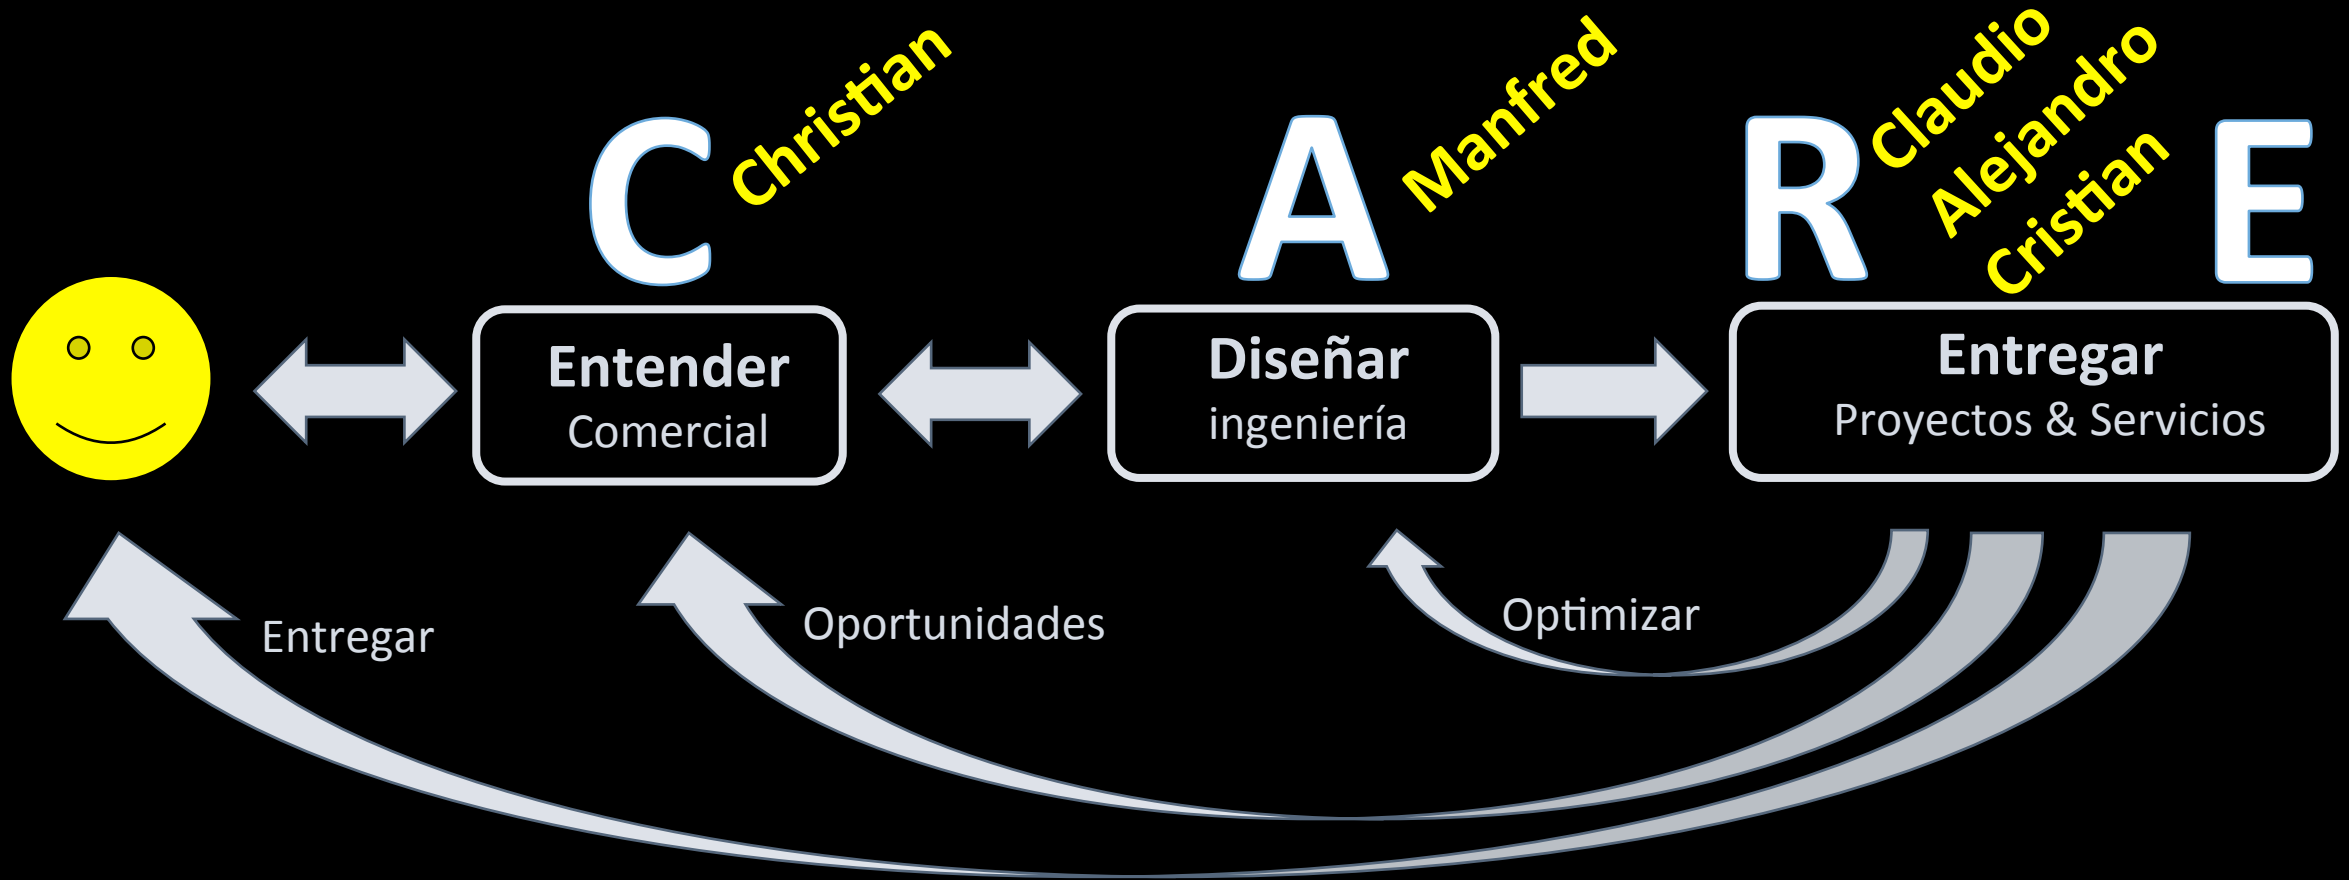 C
Christian
A
Manfred
R
Claudio
Alejandro
Cristian
E
Entender
Comercial
Diseñar
ingeniería
Entregar
Proyectos & Servicios
Entregar
Oportunidades
Optimizar